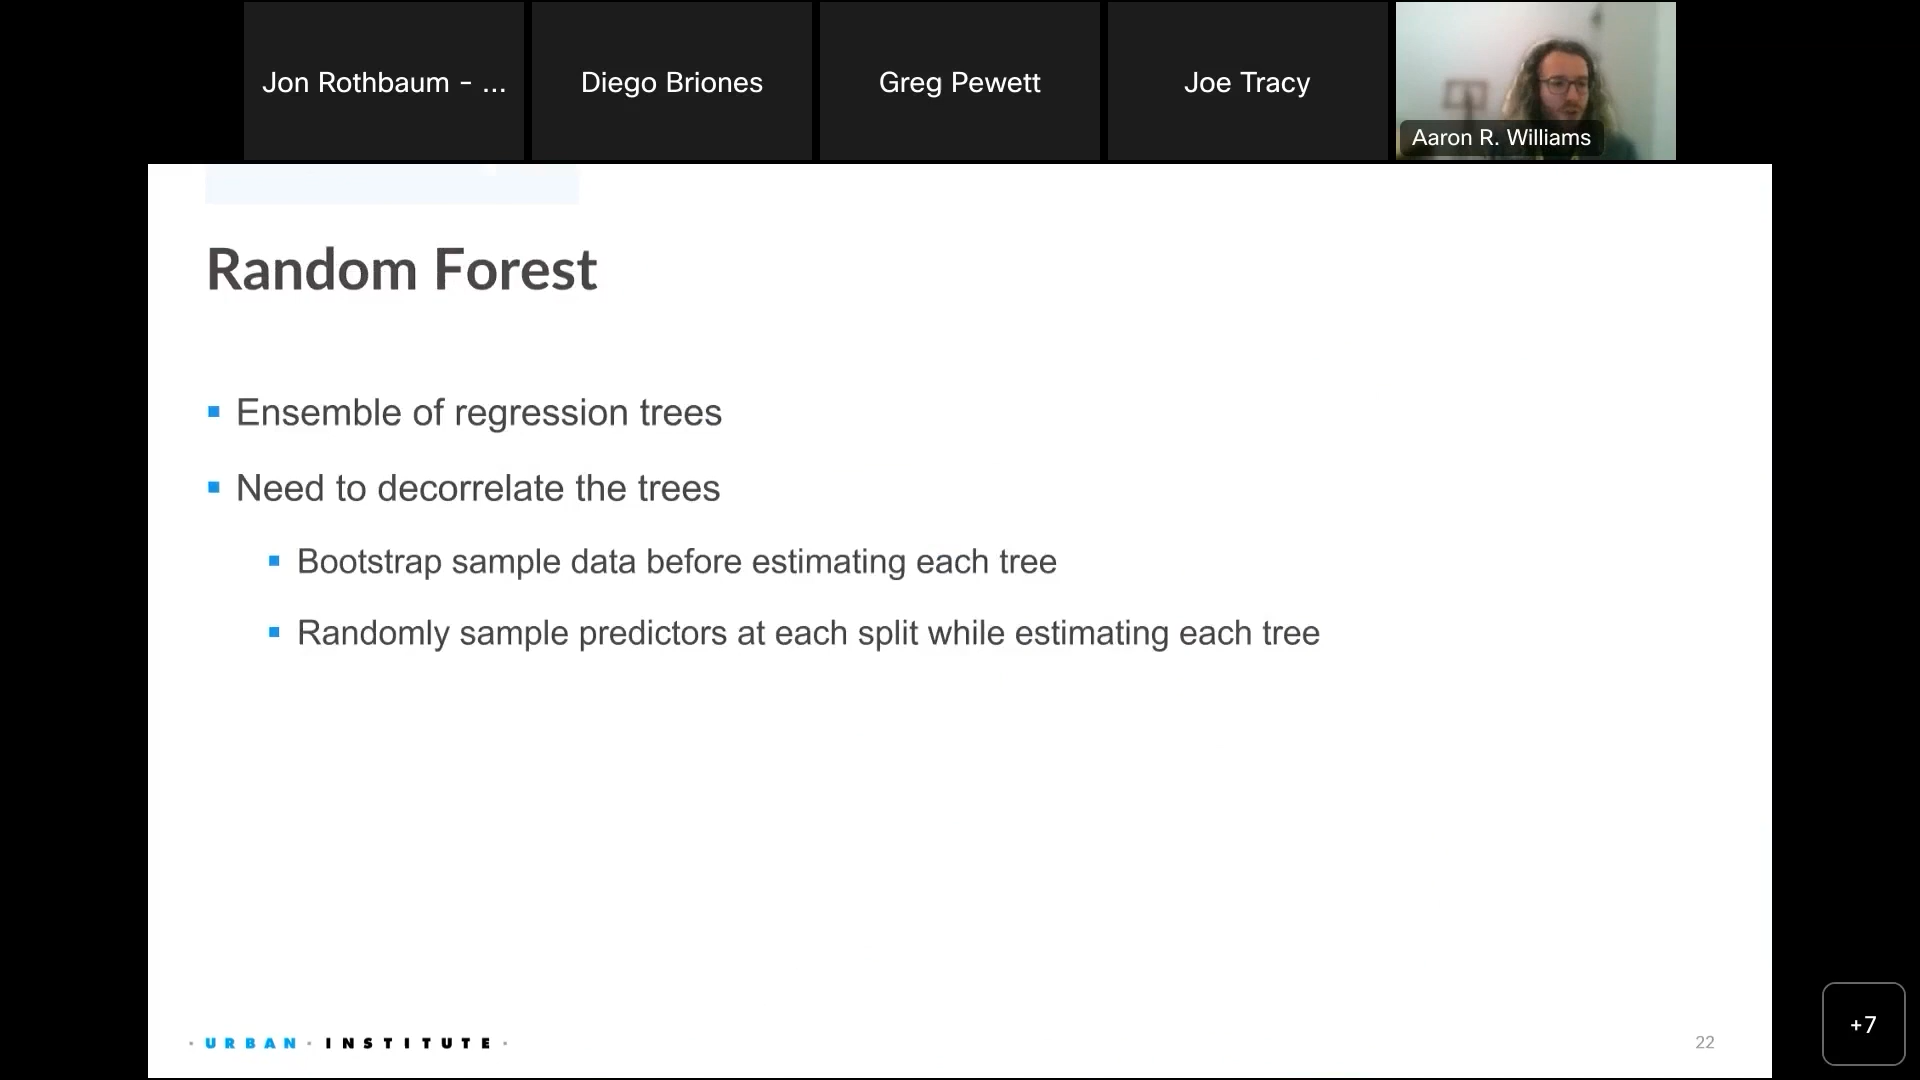 Jon Rothbaum - ...
Diego Briones
Greg Pewett
Joe Tracy
Aaron R. Williams
Random Forest
Ensemble of regression trees
Need to decorrelate the trees
Bootstrap sample data before estimating each tree
Randomly sample predictors at each split while estimating each tree
· URBAN · INSTITUTE ·
22
+7